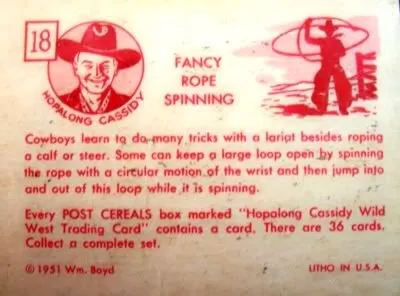 18
HOPALONG CASSIDY
FANCY
ROPE
SPINNING
Cowboys learn to do many tricks with a lariat besides roping
a calf or steer. Some can keep a large loop open by spinning
the rope with a circular motion of the wrist and then jump into
and out of this loop while it is spinning.
Every POST CEREALS box marked "Hopalong Cassidy Wild
West Trading Card" contains a card. There are 36 cards.
Collect a complete set.
© 1951 Wm. Boyd
LITHO IN U.S.A.